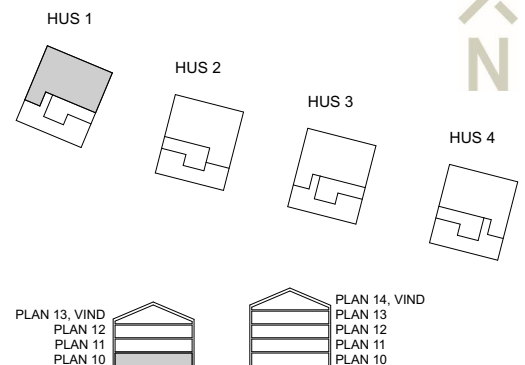 HUS 1
HUS 2
HUS 3
HUS 4
N
PLAN 13, VIND
PLAN 12
PLAN 11
PLAN 10
PLAN 14, VIND
PLAN 13
PLAN 12
PLAN 11
PLAN 10